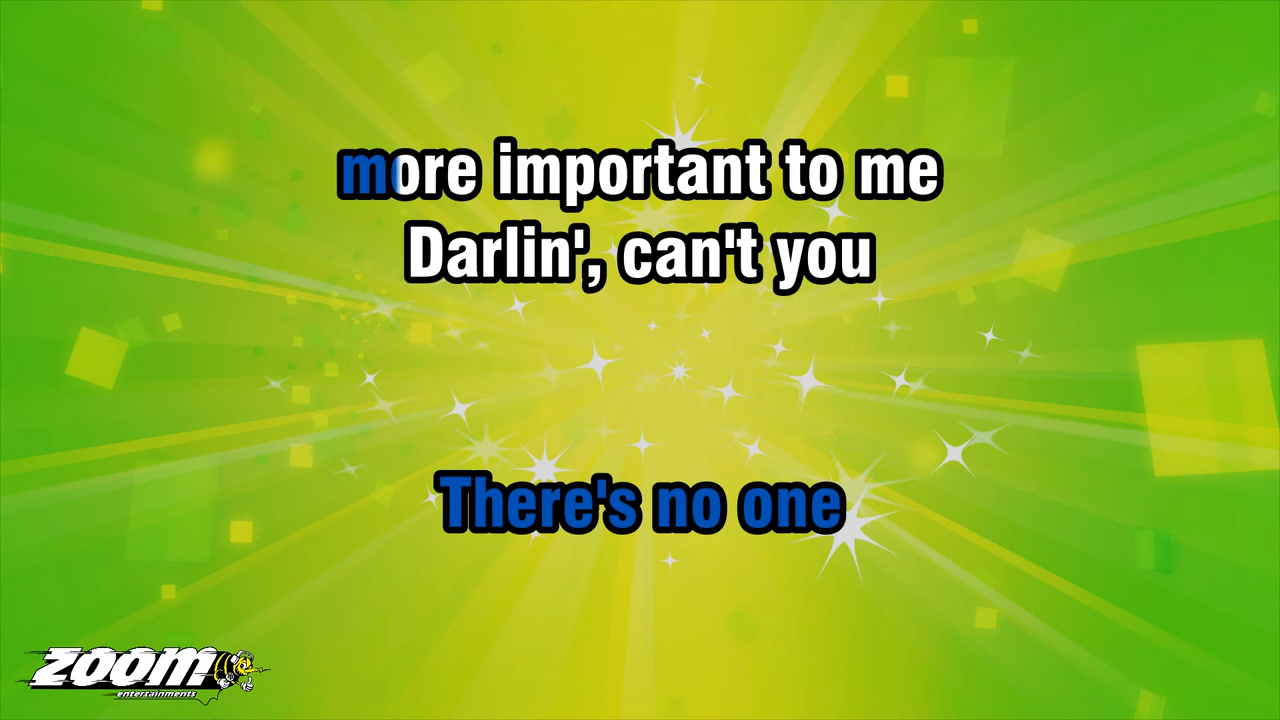 more important to me
Darlin', can't you
There's no one
zoom
entertainments